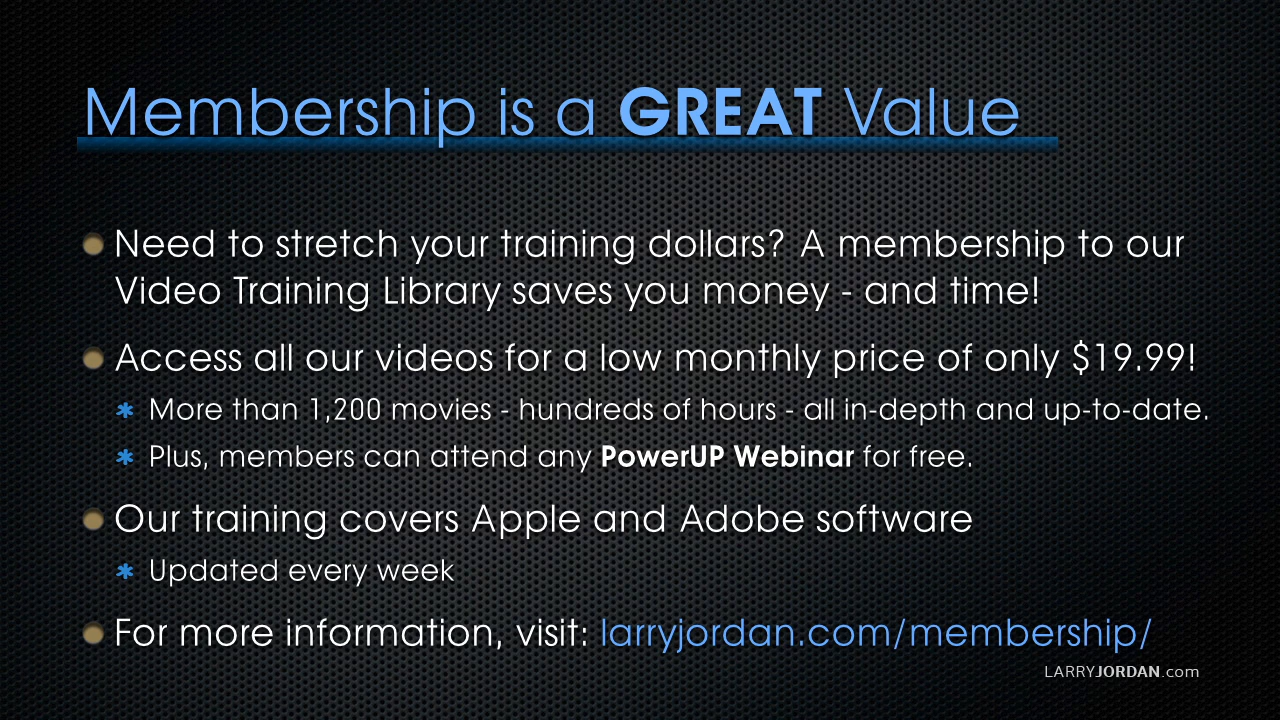 Membership is a GREAT Value
Need to stretch your training dollars? A membership to our
Video Training Library saves you money - and time!
Access all our videos for a low monthly price of only $19.99!
More than 1,200 movies - hundreds of hours - all in-depth and up-to-date.
Plus, members can attend any PowerUP Webinar for free.
Our training covers Apple and Adobe software
Updated every week
For more information, visit: larryjordan.com/membership/
LARRYJORDAN.com